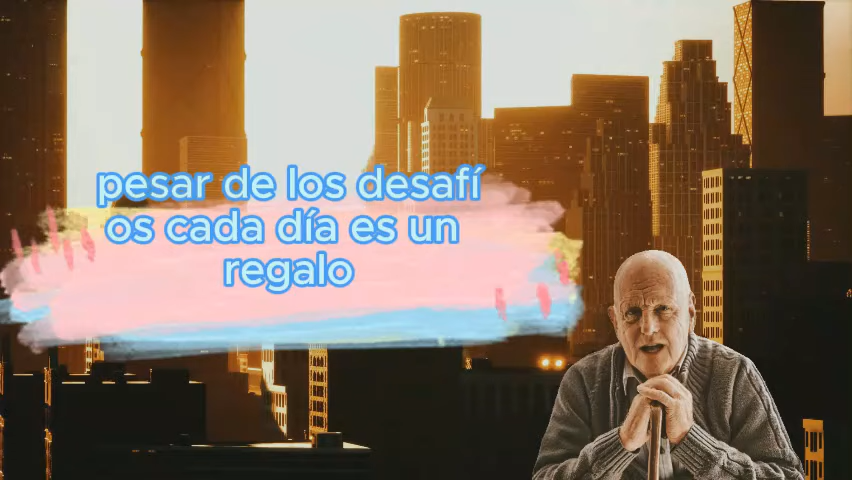 pesar de los desafí
os cada día es un
regalo